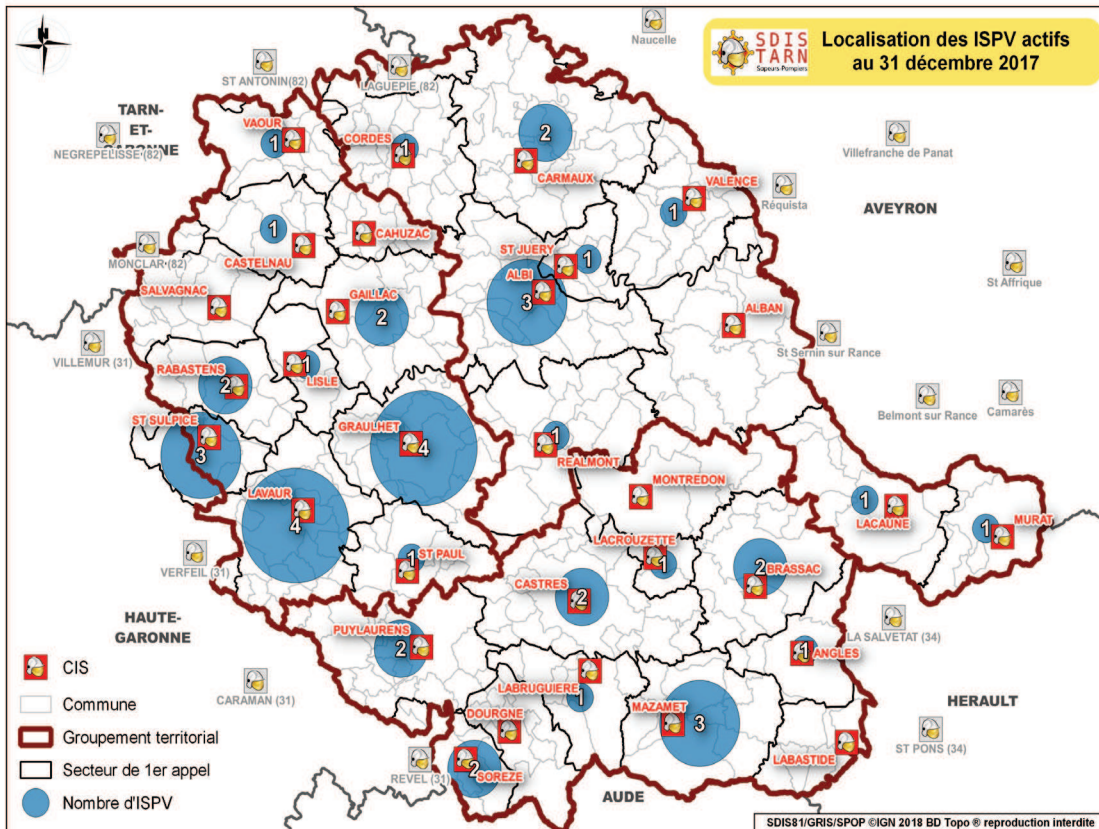 N
SDIS
TARN
Sapeurs-Pompiers
Localisation des ISPV actifs
au 31 décembre 2017
Naucelle
ST ANTONIN(82)
LAGUEPIE (82)
TARN-
ET-
GARONNE
NEGREPELISSE (82)
VAOUR
1
CORDES
1
2
CARMAUX
Villefranche de Panat
VALENCE
1
Réquista
AVEYRON
1
CASTELNAU
CAHUZAC
MONCLAR (82)
ST JUERY
1
ALBI
3
St Affrique
SALVAGNAC
GAILLAC
2
ALBAN
St Sernin sur Rance
VILLEMUR (31)
RABASTENS
2
1
LISLE
Belmont sur Rance
Camarès
ST SULPICE
3
GRAULHET
4
1
REALMONT
MONTREDON
LAVAUR
4
1
LACAUNE
1
MURAT
VERFEIL (31)
1
ST PAUL
LACROUZETTE
1
CASTRES
2
2
BRASSAC
HAUTE-
GARONNE
PUYLAURENS
2
LA SALVETAT (34)
1
ANGLES
CIS
Commune
Groupement territorial
Secteur de 1er appel
Nombre d'ISPV
CARAMAN (31)
LABRUGUIERE
1
DOURGNE
MAZAMET
3
HERAULT
ST PONS (34)
LABASTIDE
REVEL (31)
2
SOREZE
AUDE
SDIS81/GRIS/SPOP ©IGN 2018 BD Topo ® reproduction interdite